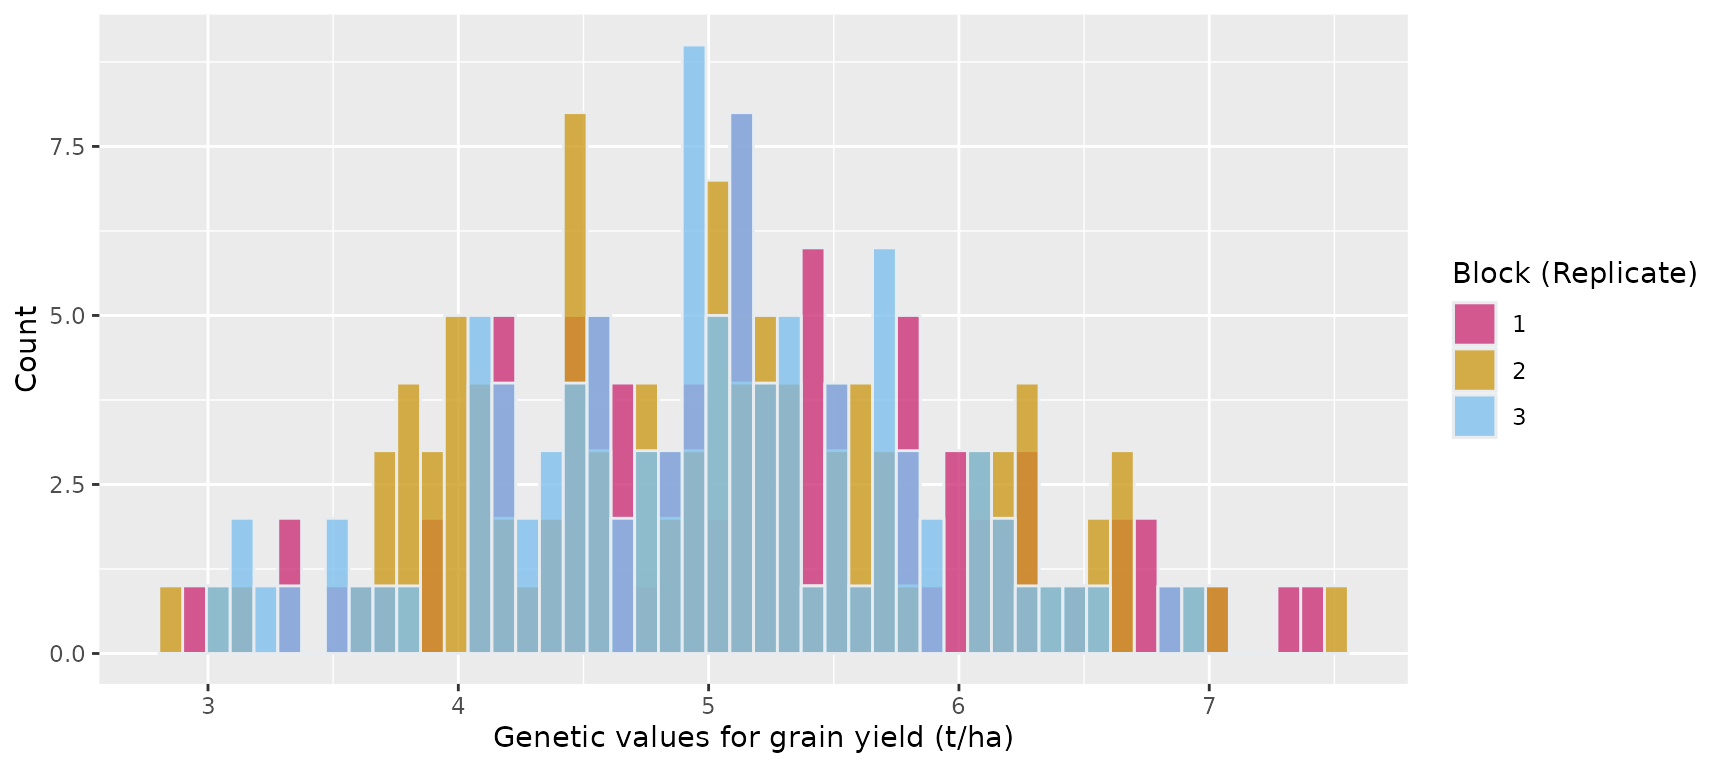 7.5
5.0
2.5
0.0
Count
3 4 5 6 7
Genetic values for grain yield (t/ha)
Block (Replicate)
1
2
3